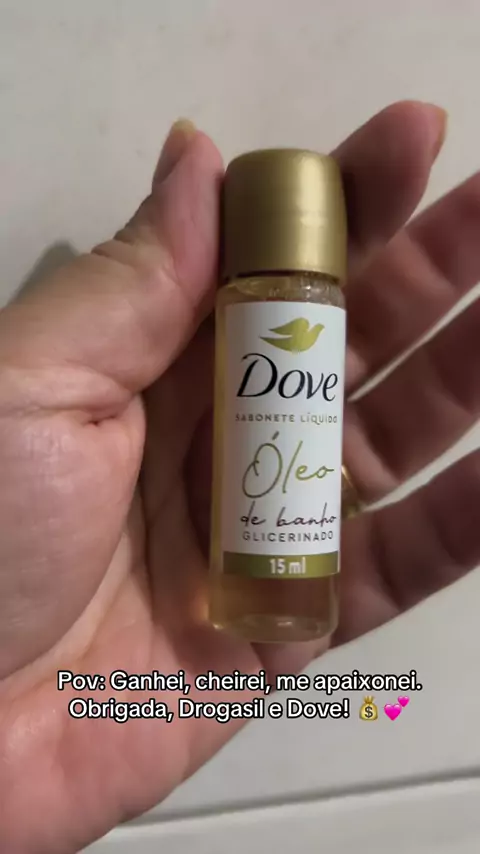 Dove
SABONETE LÍQUIDO
Óleo
de banho
GLICERINADO
15 ml
Pov: Ganhei, cheirei, me apaixonei.
Obrigada, Drogasil e Dove! 💰💕